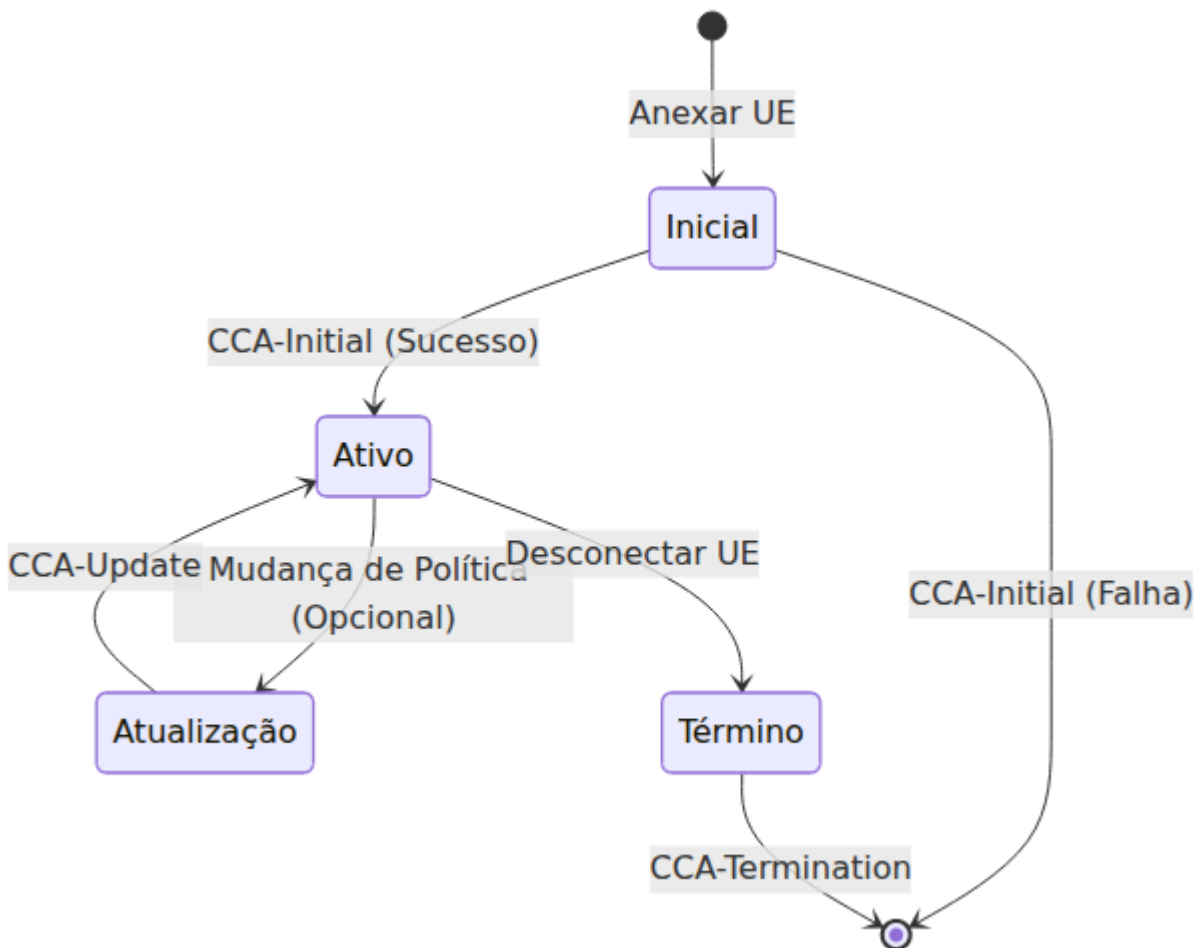 Anexar UE
Inicial
CCA-Initial (Sucesso)
Ativo
Desconectar UE
CCA-Update
Mudança de Política
(Opcional)
CCA-Initial (Falha)
Atualização
Término
CCA-Termination